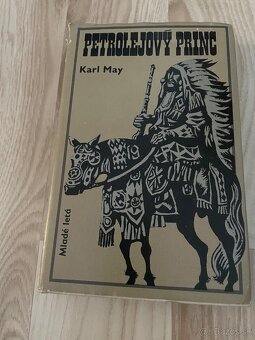 PETROLEJOVÝ PRINC
Karl May
Mladé letá